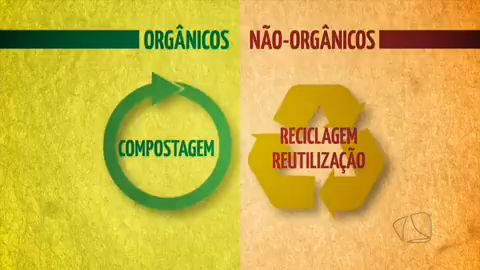 ORGÂNICOS
NÃO-ORGÂNICOS
COMPOSTAGEM
RECICLAGEM
REUTILIZAÇÃO